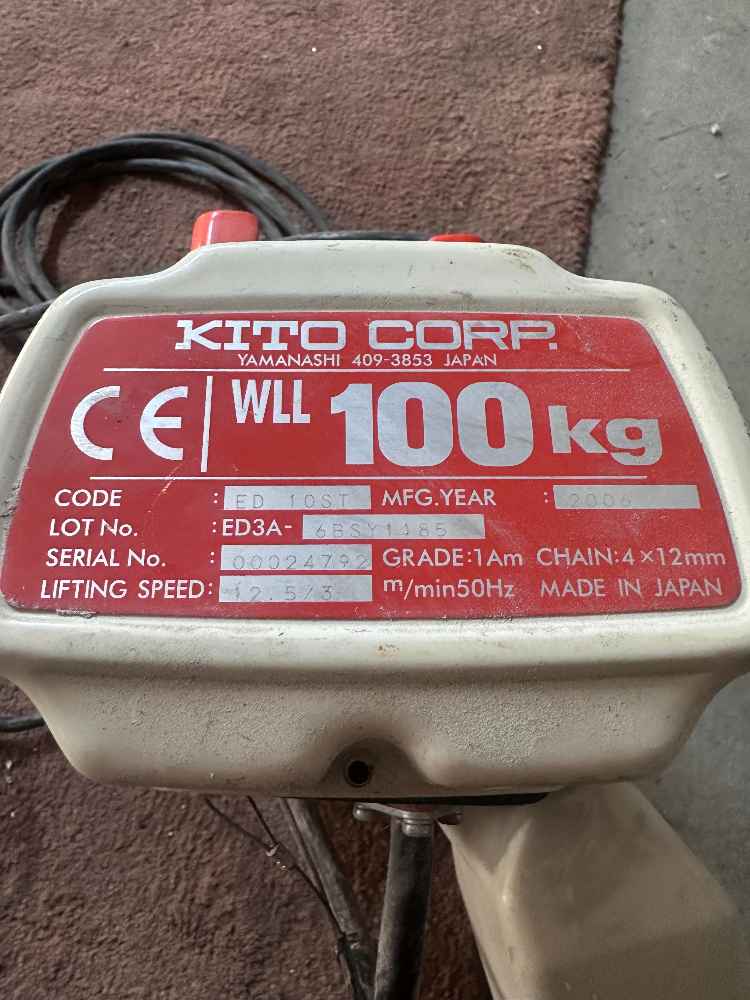 KITO CORP.
YAMANASHI 409-3853 JAPAN
CE WLL 100kg
CODE : ED 10ST MFG.YEAR : 2006
LOT No. : ED3A- 6BSY1485
SERIAL No. : 00024792 GRADE:1Am CHAIN:4×12mm
LIFTING SPEED: 12.5/3 m/min50Hz MADE IN JAPAN